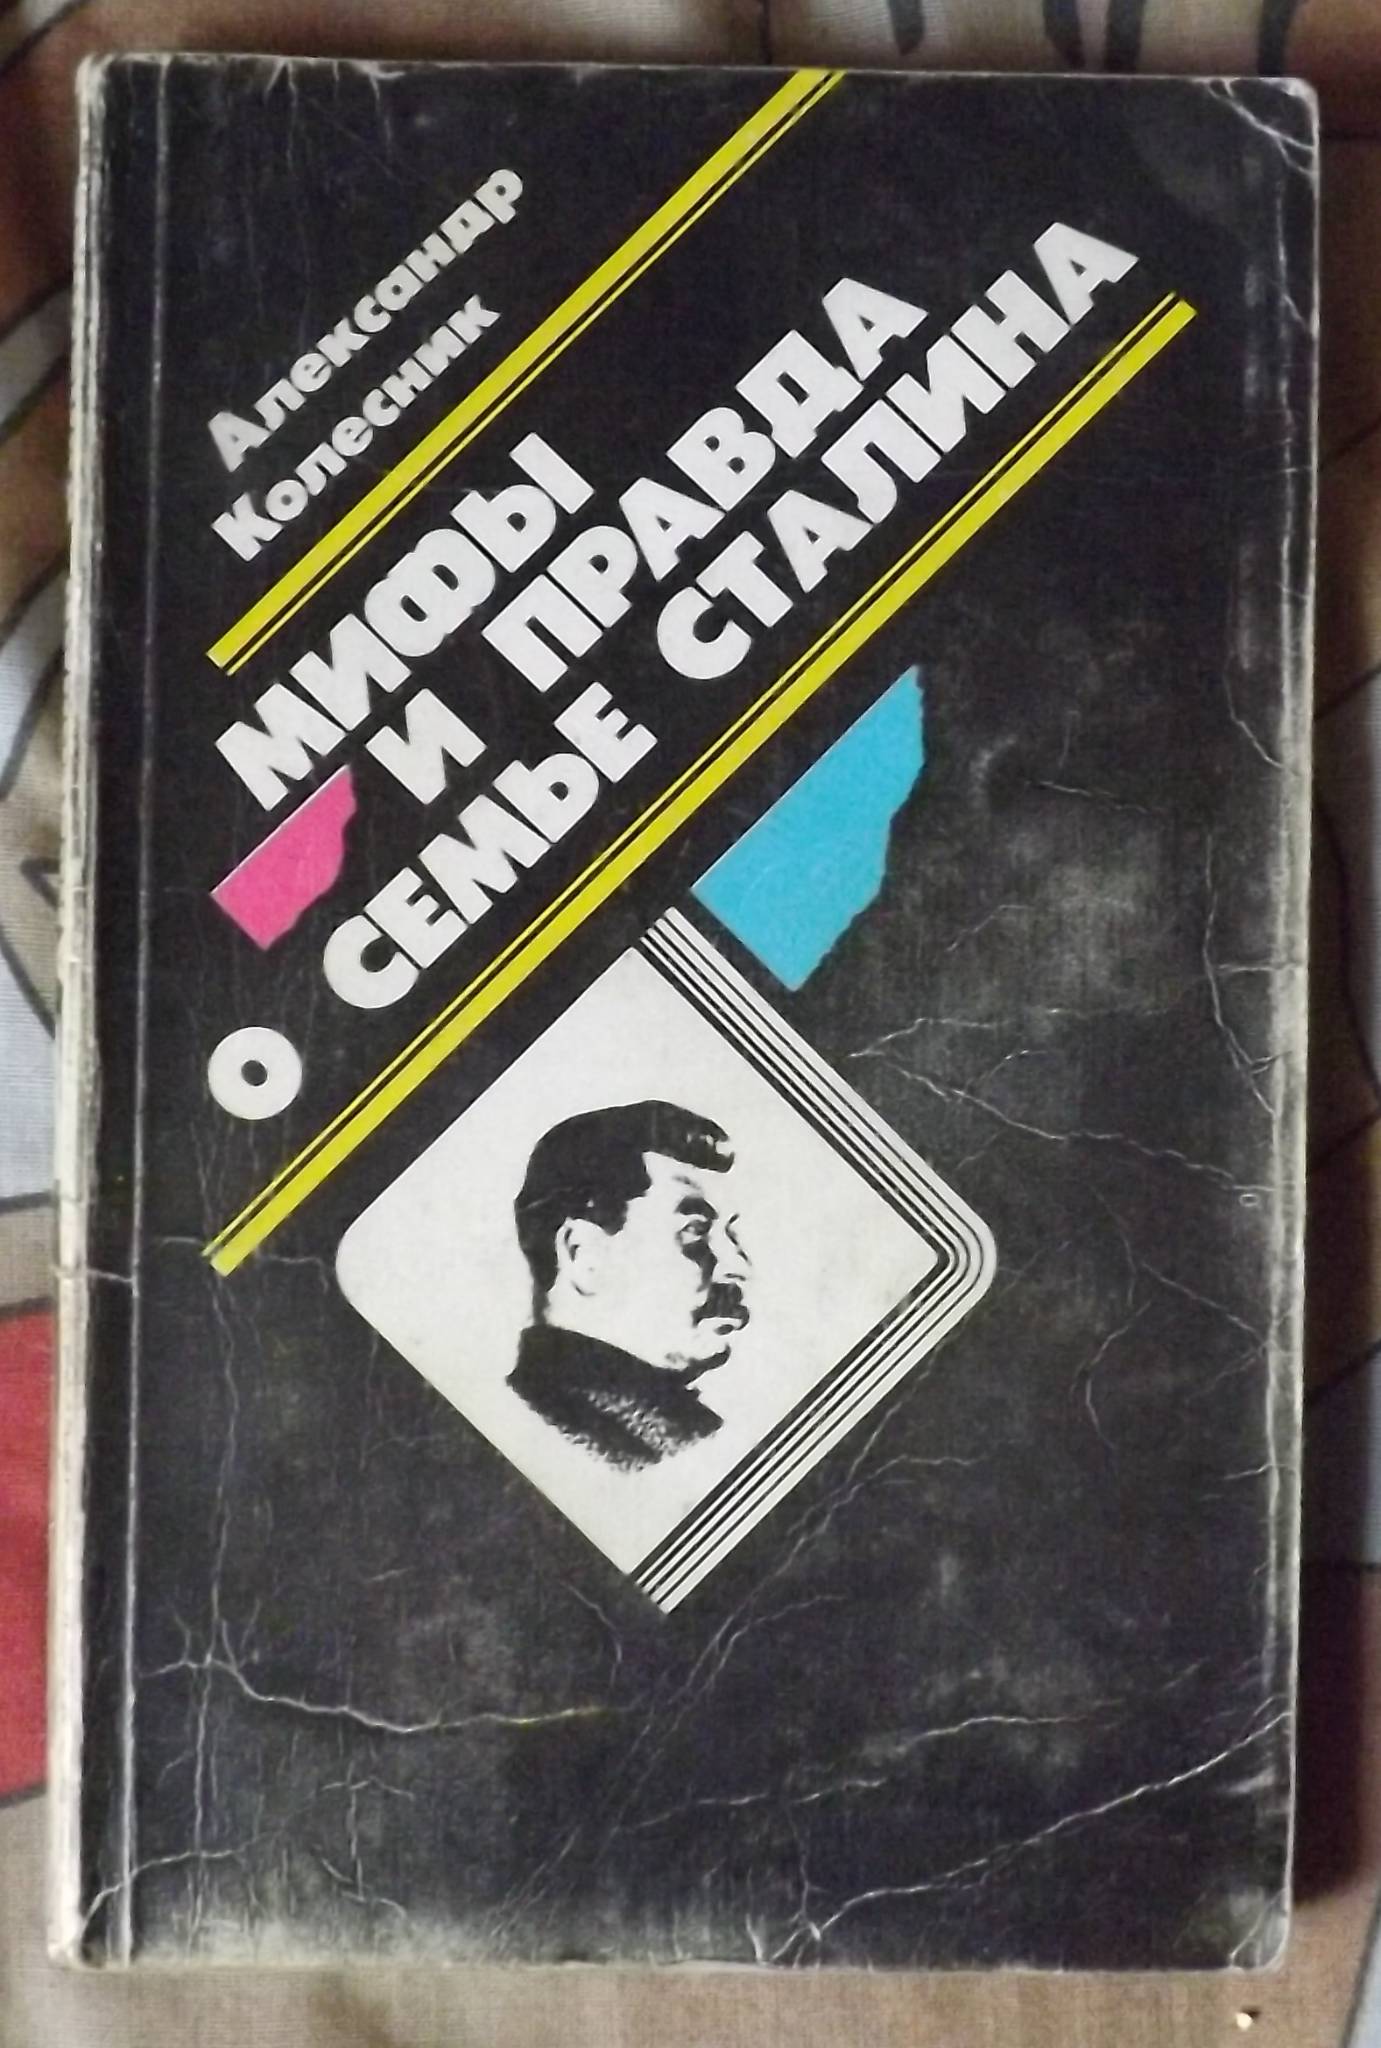 Александр
Колесник
МИФЫ
И ПРАВДА
О СЕМЬЕ СТАЛИНА